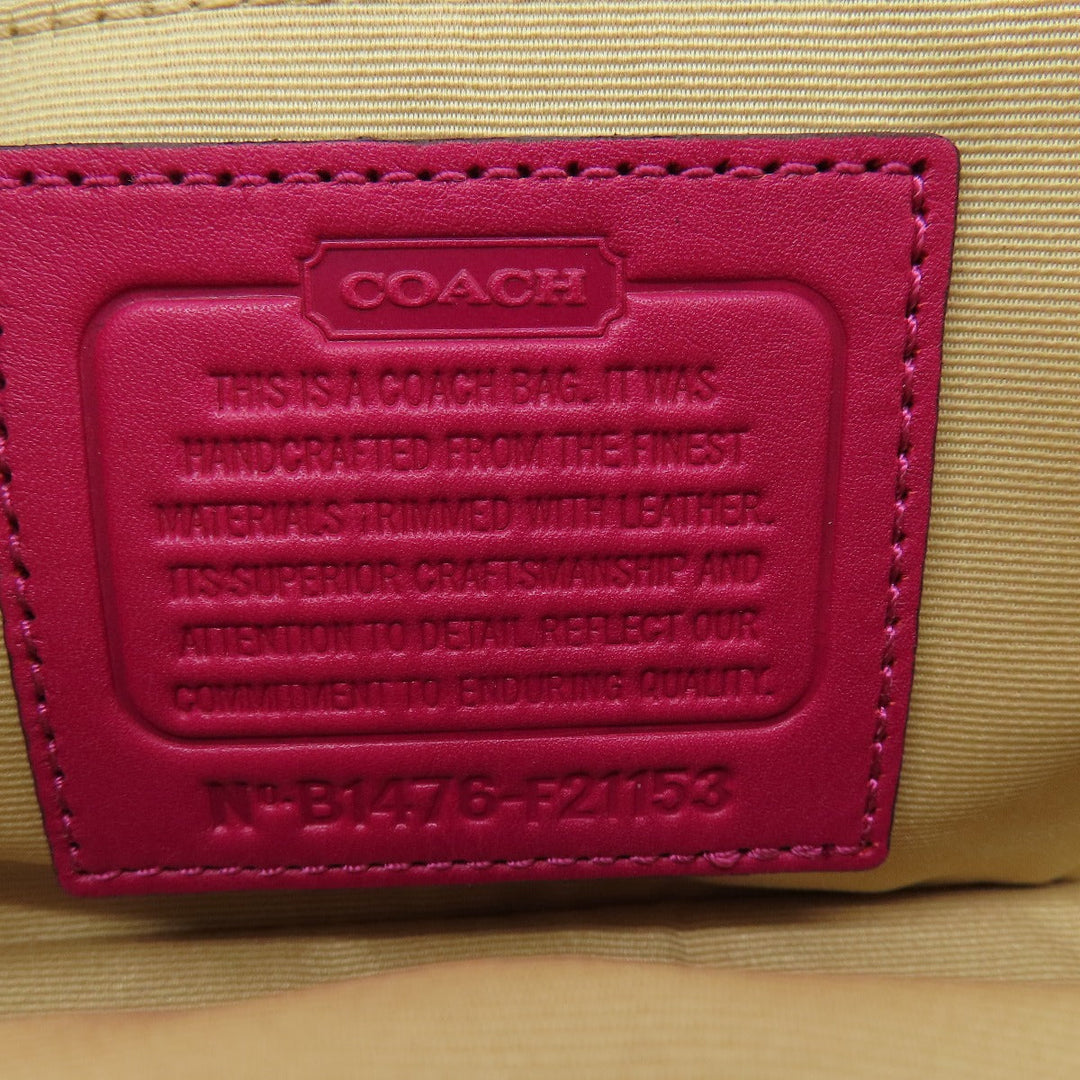 COACH
THIS IS A COACH BAG. IT WAS
HANDCRAFTED FROM THE FINEST
MATERIALS TRIMMED WITH LEATHER.
ITS SUPERIOR CRAFTSMANSHIP AND
ATTENTION TO DETAIL REFLECT OUR
COMMITMENT TO ENDURING QUALITY.
Nº B1476-F21153